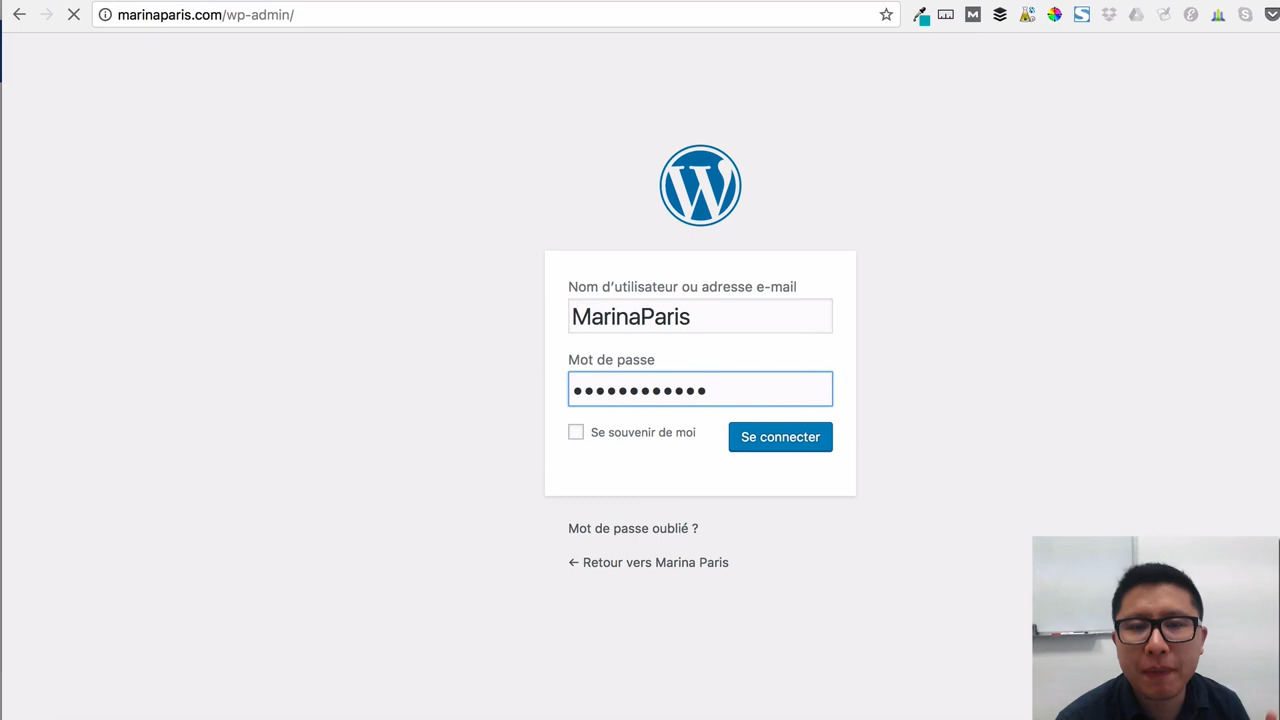 marinaparis.com/wp-admin/
Nom d'utilisateur ou adresse e-mail
MarinaParis
Mot de passe
●●●●●●●●●●●●
Se souvenir de moi
Se connecter
Mot de passe oublié ?
← Retour vers Marina Paris